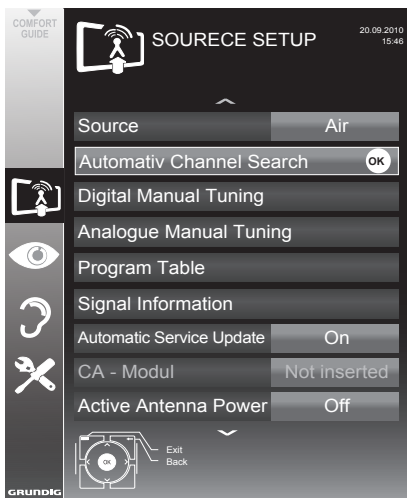 COMFORT
GUIDE
SOURECE SETUP
20.09.2010
15:46
Source Air
Automativ Channel Search OK
Digital Manual Tuning
Analogue Manual Tuning
Program Table
Signal Information
Automatic Service Update On
CA - Modul Not inserted
Active Antenna Power Off
OK
Exit
Back
GRUNDIG